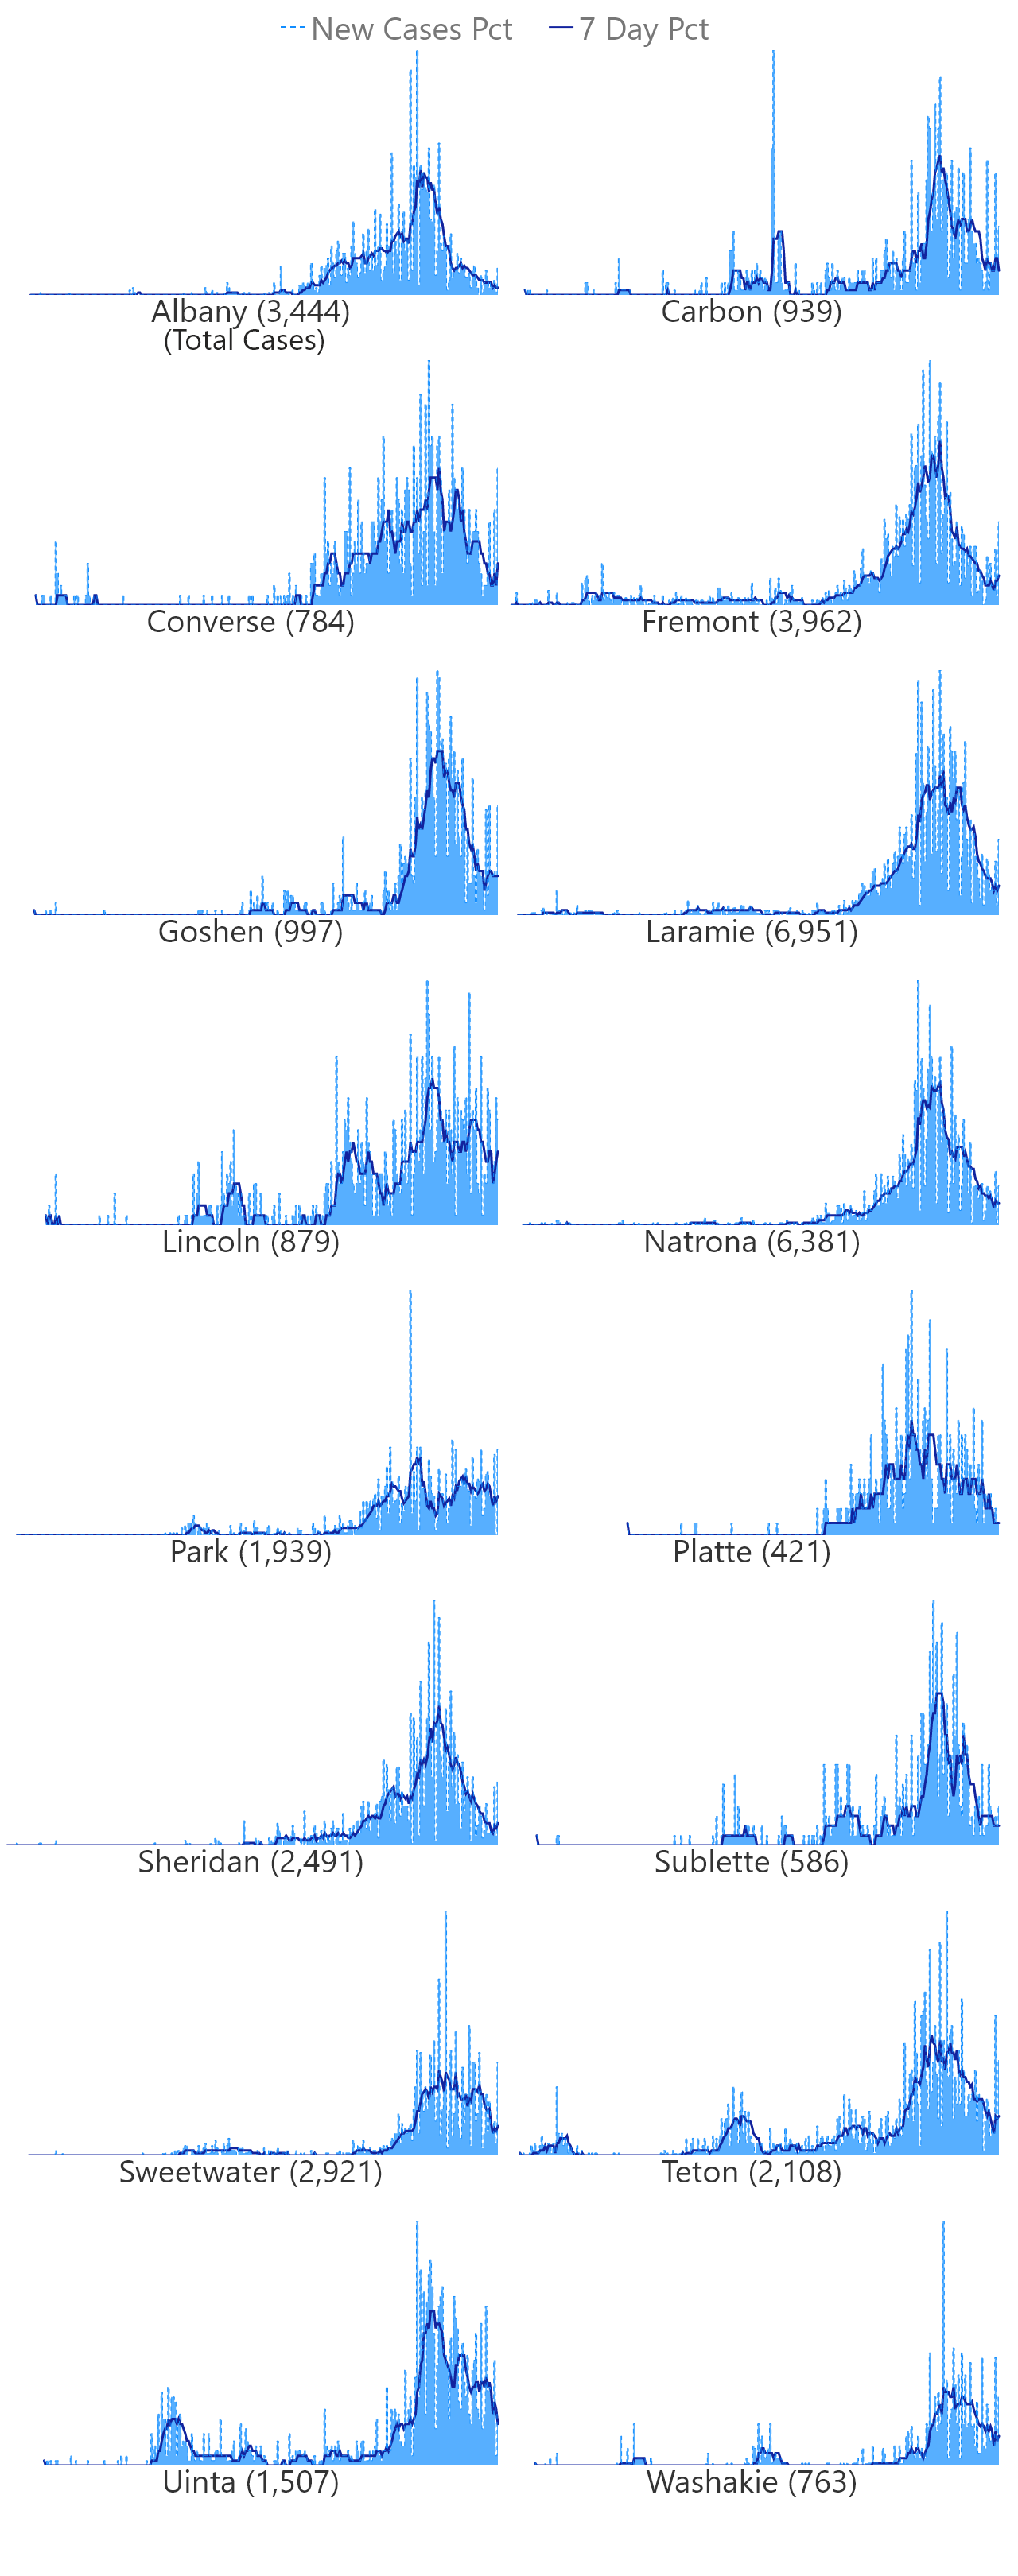 New Cases Pct 7 Day Pct
Albany (3,444) Carbon (939)
(Total Cases)
Converse (784) Fremont (3,962)
Goshen (997) Laramie (6,951)
Lincoln (879) Natrona (6,381)
Park (1,939) Platte (421)
Sheridan (2,491) Sublette (586)
Sweetwater (2,921) Teton (2,108)
Uinta (1,507) Washakie (763)